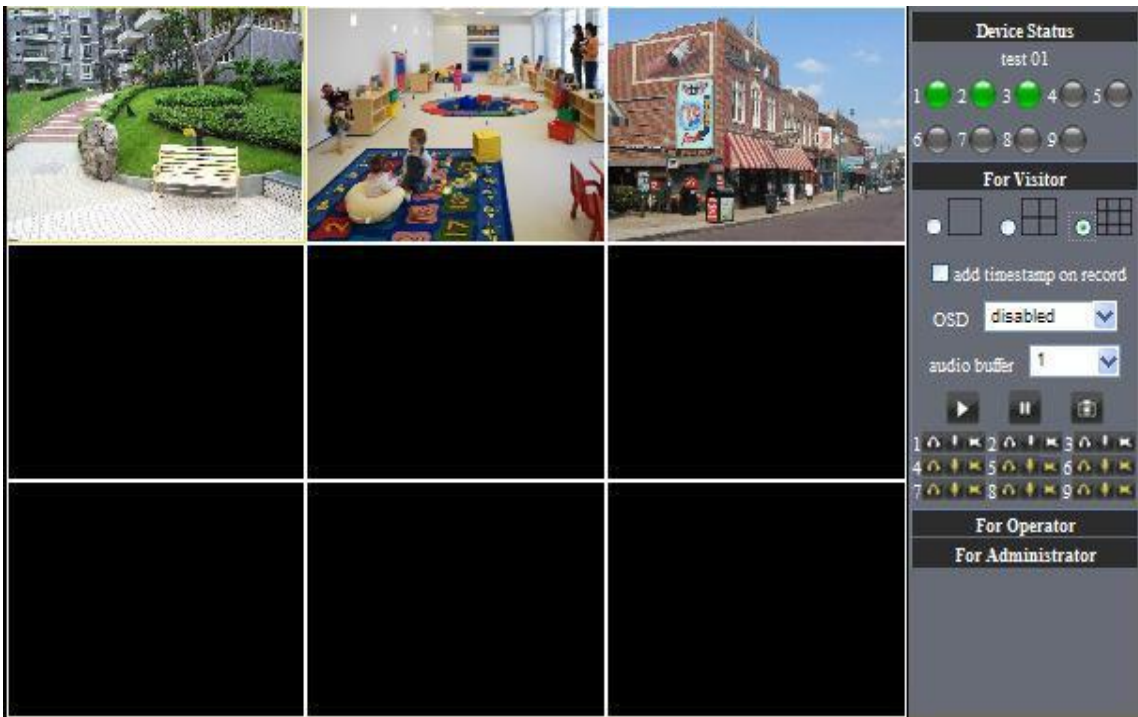 Device Status
test 01
1 2 3 4 5
6 7 8 9
For Visitor
add timestamp on record
OSD disabled
audio buffer 1
1 2 3
4 5 6
7 8 9
For Operator
For Administrator